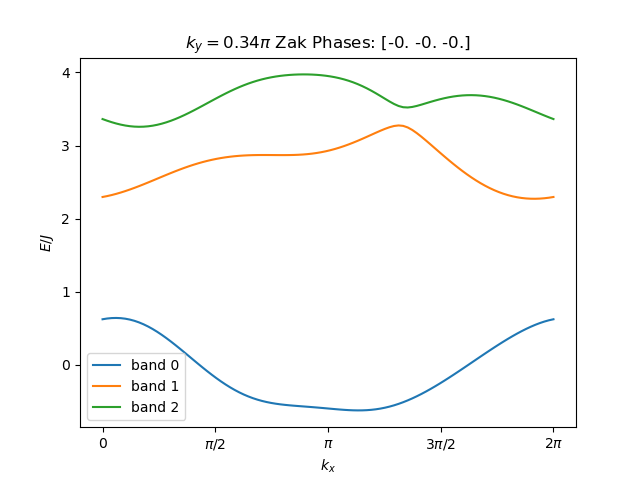 $k_y = 0.34\pi$ Zak Phases: [-0. -0. -0.]
4
3
2
1
0
E/J
band 0
band 1
band 2
0
π/2
π
3π/2
2π
$k_x$